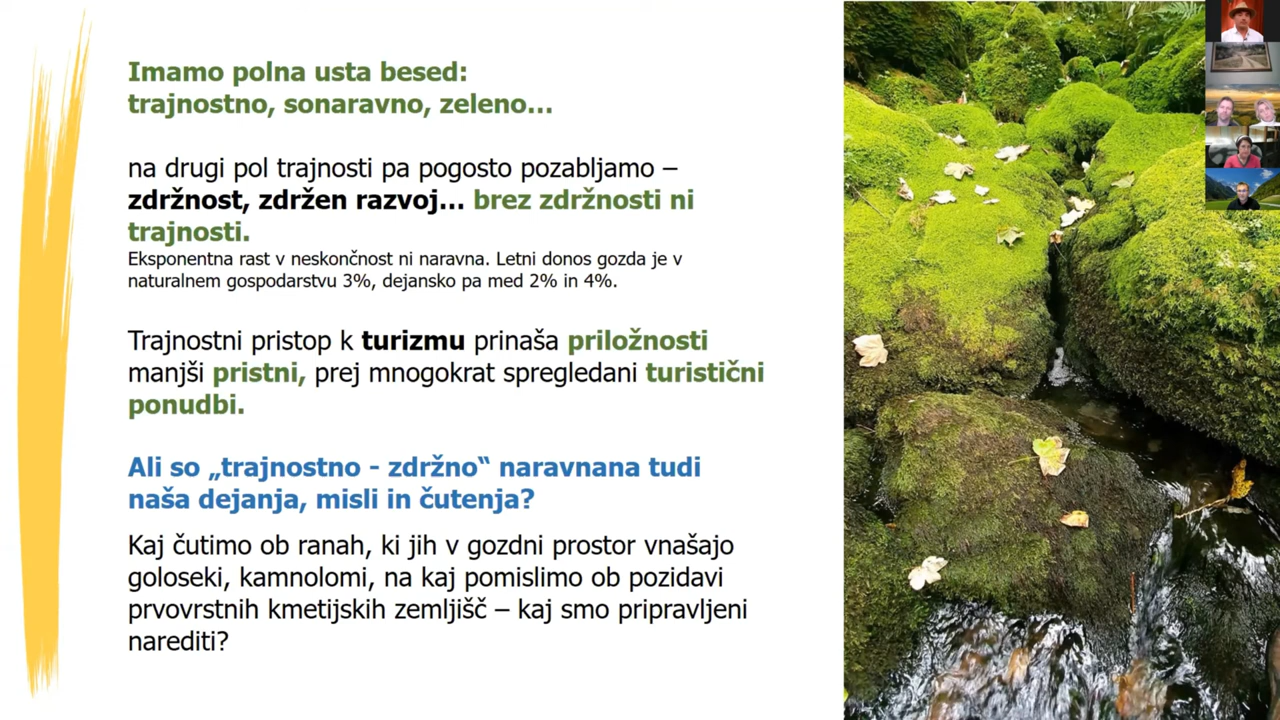 Imamo polna usta besed:
trajnostno, sonaravno, zeleno...
na drugi pol trajnosti pa pogosto pozabljamo –
zdržnost, zdržen razvoj... brez zdržnosti ni
trajnosti.
Eksponentna rast v neskončnost ni naravna. Letni donos gozda je v
naturalnem gospodarstvu 3%, dejansko pa med 2% in 4%.
Trajnostni pristop k turizmu prinaša priložnosti
manjši pristni, prej mnogokrat spregledani turistični
ponudbi.
Ali so „trajnostno - zdržno‟ naravnana tudi
naša dejanja, misli in čutenja?
Kaj čutimo ob ranah, ki jih v gozdni prostor vnašajo
goloseki, kamnolomi, na kaj pomislimo ob pozidavi
prvovrstnih kmetijskih zemljišč – kaj smo pripravljeni
narediti?